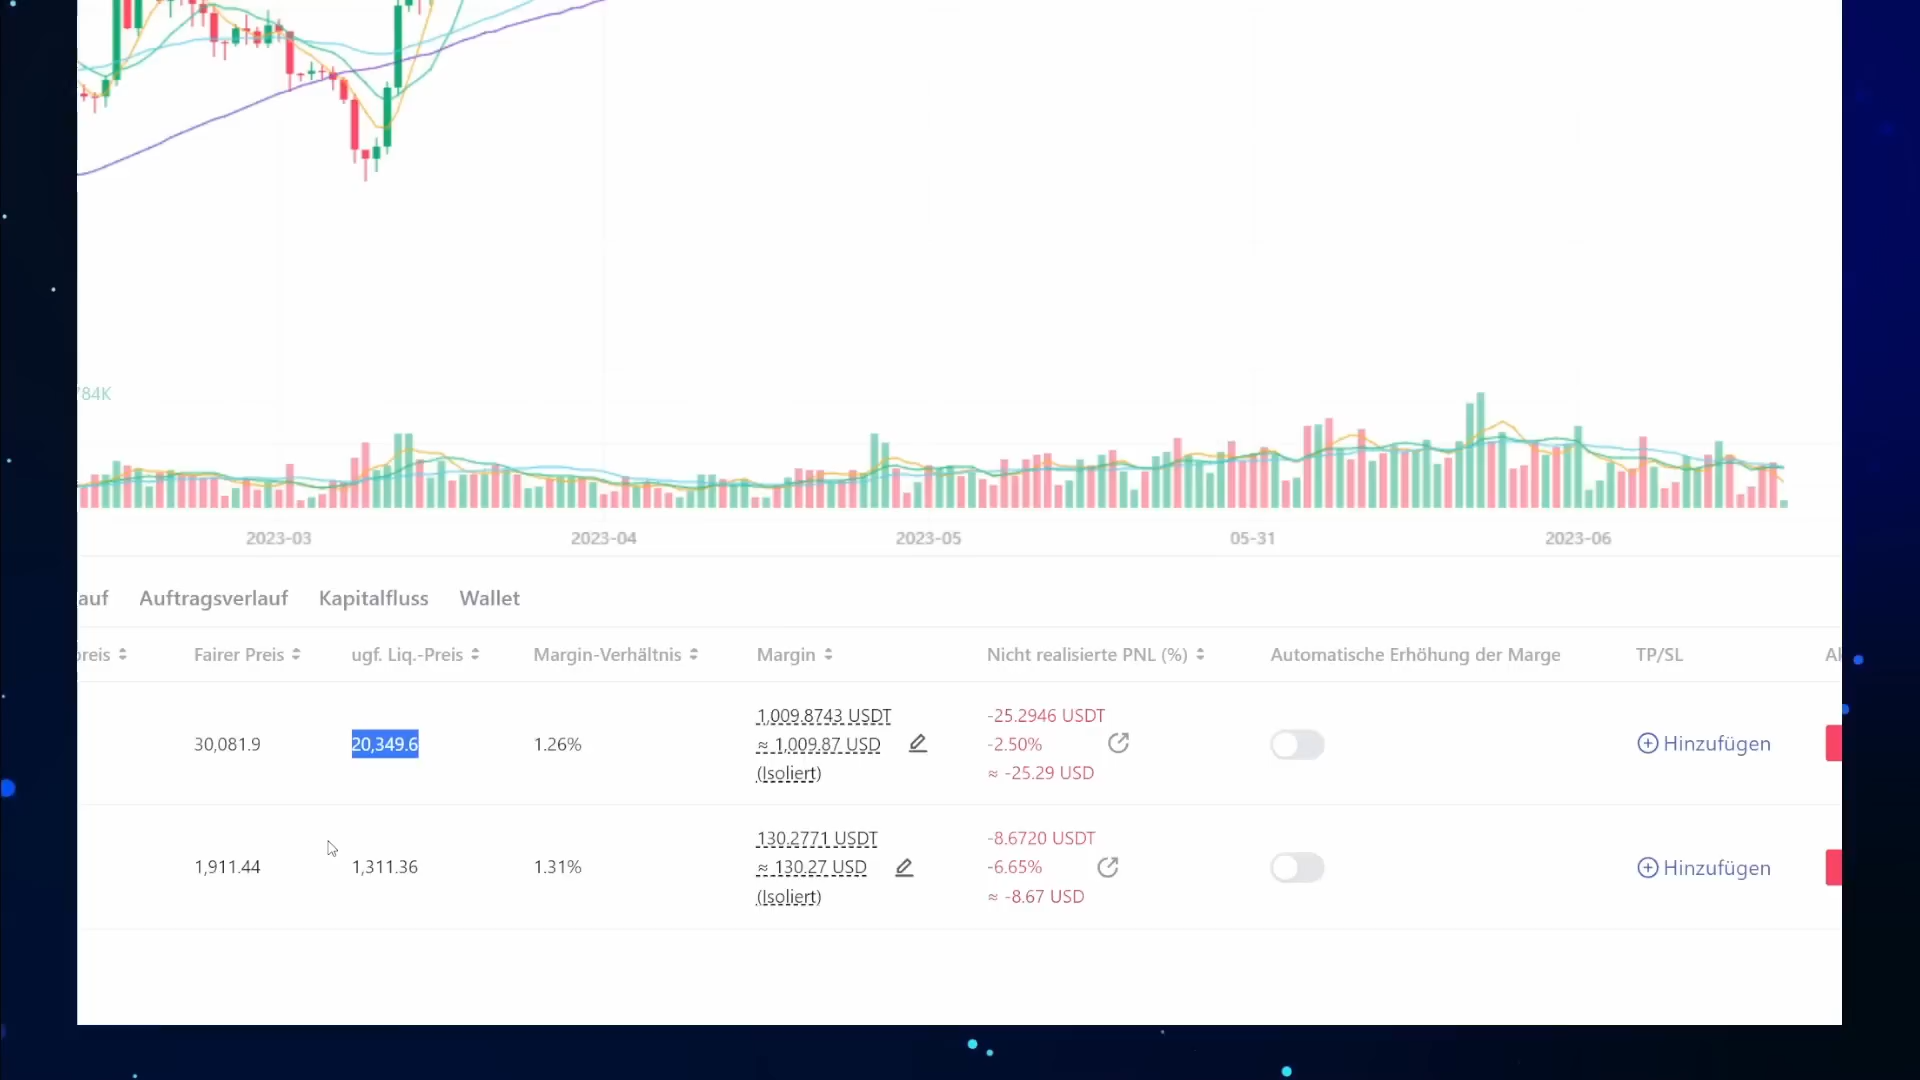 784K
2023-03 2023-04 2023-05 05-31 2023-06
auf Auftragsverlauf Kapitalfluss Wallet
preis Fairer Preis ugf. Liq.-Preis Margin-Verhältnis Margin Nicht realisierte PNL (%) Automatische Erhöhung der Marge TP/SL
1,009.8743 USDT -25.2946 USDT
30,081.9 20,349.6 1.26% ≈ 1,009.87 USD -2.50% Hinzufügen
(Isoliert) ≈ -25.29 USD
130.2771 USDT -8.6720 USDT
1,911.44 1,311.36 1.31% ≈ 130.27 USD -6.65% Hinzufügen
(Isoliert) ≈ -8.67 USD